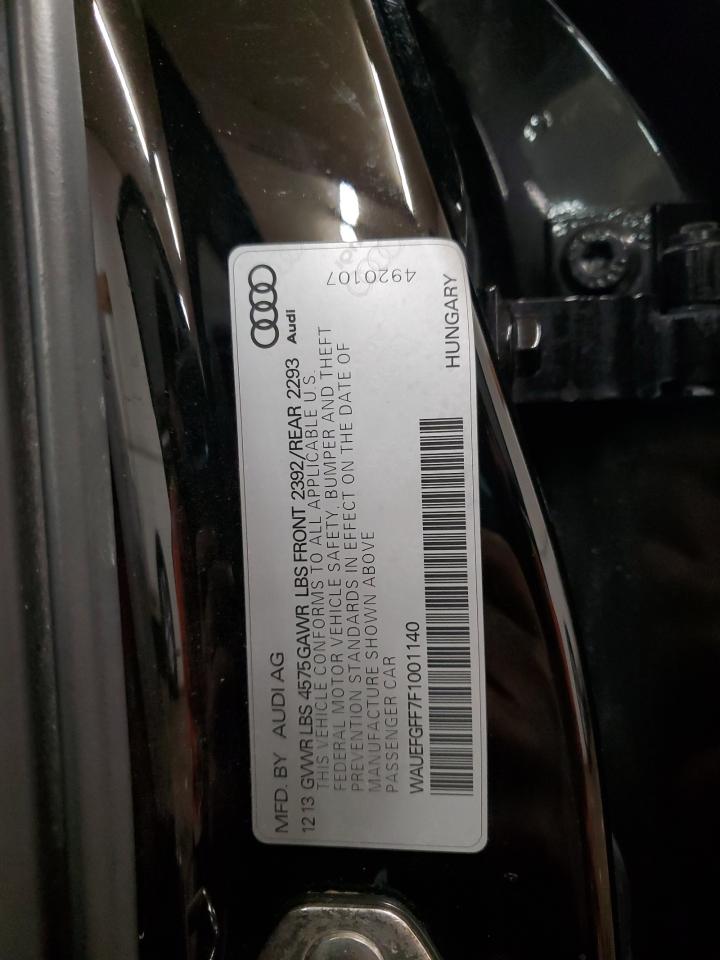 MFD. BY AUDI AG
Audi
12 13 GVWR LBS 4575 GAWR LBS FRONT 2392/REAR 2293
THIS VEHICLE CONFORMS TO ALL APPLICABLE U.S.
FEDERAL MOTOR VEHICLE SAFETY, BUMPER AND THEFT
PREVENTION STANDARDS IN EFFECT ON THE DATE OF
MANUFACTURE SHOWN ABOVE
PASSENGER CAR
WAUEFGFF7F1001140
HUNGARY
4920107